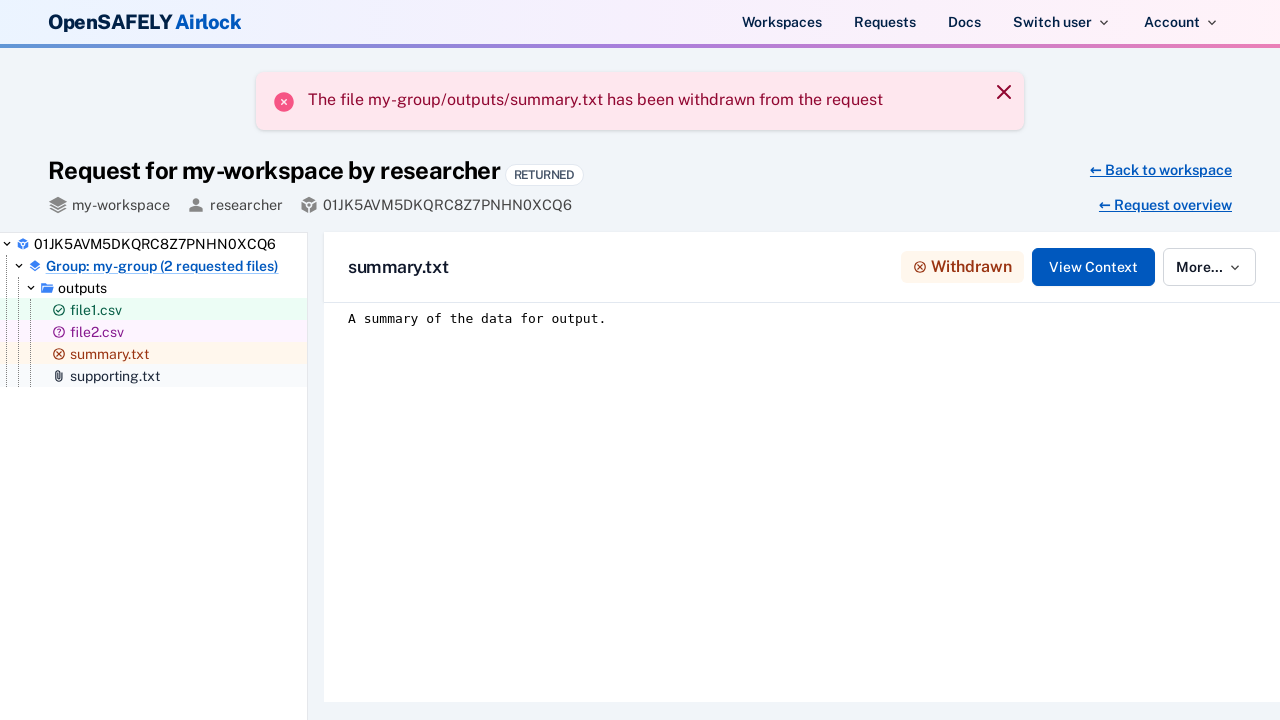 OpenSAFELY Airlock
Workspaces
Requests
Docs
Switch user
Account
The file my-group/outputs/summary.txt has been withdrawn from the request
Request for my-workspace by researcher RETURNED
← Back to workspace
my-workspace researcher 01JK5AVM5DKQRC8Z7PNHN0XCQ6
← Request overview
01JK5AVM5DKQRC8Z7PNHN0XCQ6
Group: my-group (2 requested files)
outputs
file1.csv
file2.csv
summary.txt
supporting.txt
summary.txt
Withdrawn
View Context
More...
A summary of the data for output.